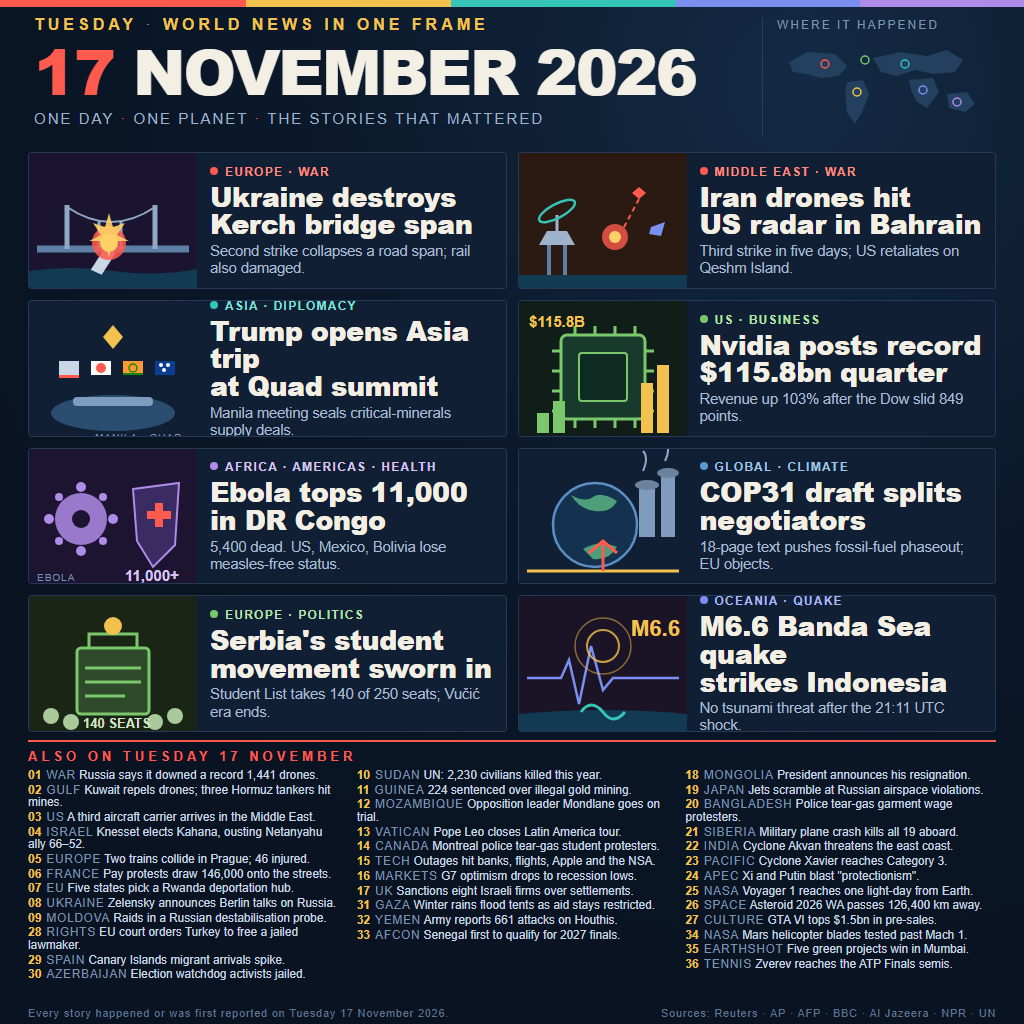 TUESDAY · WORLD NEWS IN ONE FRAME
17 NOVEMBER 2026
ONE DAY · ONE PLANET · THE STORIES THAT MATTERED
WHERE IT HAPPENED
EUROPE · WAR
Ukraine destroys
Kerch bridge span
Second strike collapses a road span; rail
also damaged.
MIDDLE EAST · WAR
Iran drones hit
US radar in Bahrain
Third strike in five days; US retaliates on
Qeshm Island.
ASIA · DIPLOMACY
Trump opens Asia
trip
at Quad summit
Manila meeting seals critical-minerals
supply deals.
MANILA · QUAD
$115.8B
US · BUSINESS
Nvidia posts record
$115.8bn quarter
Revenue up 103% after the Dow slid 849
points.
EBOLA
11,000+
AFRICA · AMERICAS · HEALTH
Ebola tops 11,000
in DR Congo
5,400 dead. US, Mexico, Bolivia lose
measles-free status.
GLOBAL · CLIMATE
COP31 draft splits
negotiators
18-page text pushes fossil-fuel phaseout;
EU objects.
140 SEATS
EUROPE · POLITICS
Serbia's student
movement sworn in
Student List takes 140 of 250 seats; Vučić
era ends.
M6.6
OCEANIA · QUAKE
M6.6 Banda Sea
quake
strikes Indonesia
No tsunami threat after the 21:11 UTC
shock.
ALSO ON TUESDAY 17 NOVEMBER
01 WAR Russia says it downed a record 1,441 drones.
02 GULF Kuwait repels drones; three Hormuz tankers hit
mines.
03 US A third aircraft carrier arrives in the Middle East.
04 ISRAEL Knesset elects Kahana, ousting Netanyahu
ally 66–52.
05 EUROPE Two trains collide in Prague; 46 injured.
06 FRANCE Pay protests draw 146,000 onto the streets.
07 EU Five states pick a Rwanda deportation hub.
08 UKRAINE Zelensky announces Berlin talks on Russia.
09 MOLDOVA Raids in a Russian destabilisation probe.
28 RIGHTS EU court orders Turkey to free a jailed
lawmaker.
29 SPAIN Canary Islands migrant arrivals spike.
30 AZERBAIJAN Election watchdog activists jailed.
10 SUDAN UN: 2,230 civilians killed this year.
11 GUINEA 224 sentenced over illegal gold mining.
12 MOZAMBIQUE Opposition leader Mondlane goes on
trial.
13 VATICAN Pope Leo closes Latin America tour.
14 CANADA Montreal police tear-gas student protesters.
15 TECH Outages hit banks, flights, Apple and the NSA.
16 MARKETS G7 optimism drops to recession lows.
17 UK Sanctions eight Israeli firms over settlements.
31 GAZA Winter rains flood tents as aid stays restricted.
32 YEMEN Army reports 661 attacks on Houthis.
33 AFCON Senegal first to qualify for 2027 finals.
18 MONGOLIA President announces his resignation.
19 JAPAN Jets scramble at Russian airspace violations.
20 BANGLADESH Police tear-gas garment wage
protesters.
21 SIBERIA Military plane crash kills all 19 aboard.
22 INDIA Cyclone Akvan threatens the east coast.
23 PACIFIC Cyclone Xavier reaches Category 3.
24 APEC Xi and Putin blast "protectionism".
25 NASA Voyager 1 reaches one light-day from Earth.
26 SPACE Asteroid 2026 WA passes 126,400 km away.
27 CULTURE GTA VI tops $1.5bn in pre-sales.
34 NASA Mars helicopter blades tested past Mach 1.
35 EARTHSHOT Five green projects win in Mumbai.
36 TENNIS Zverev reaches the ATP Finals semis.
Every story happened or was first reported on Tuesday 17 November 2026.
Sources: Reuters · AP · AFP · BBC · Al Jazeera · NPR · UN